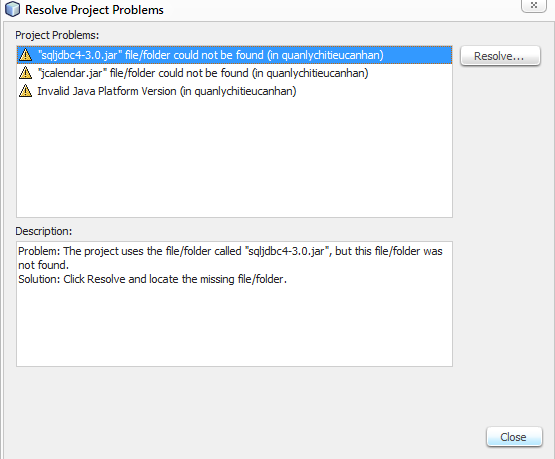 Resolve Project Problems
Project Problems:
"sqljdbc4-3.0.jar" file/folder could not be found (in quanlychitieucanhan)
Resolve...
"jcalendar.jar" file/folder could not be found (in quanlychitieucanhan)
Invalid Java Platform Version (in quanlychitieucanhan)
Description:
Problem: The project uses the file/folder called "sqljdbc4-3.0.jar", but this file/folder was
not found.
Solution: Click Resolve and locate the missing file/folder.
Close